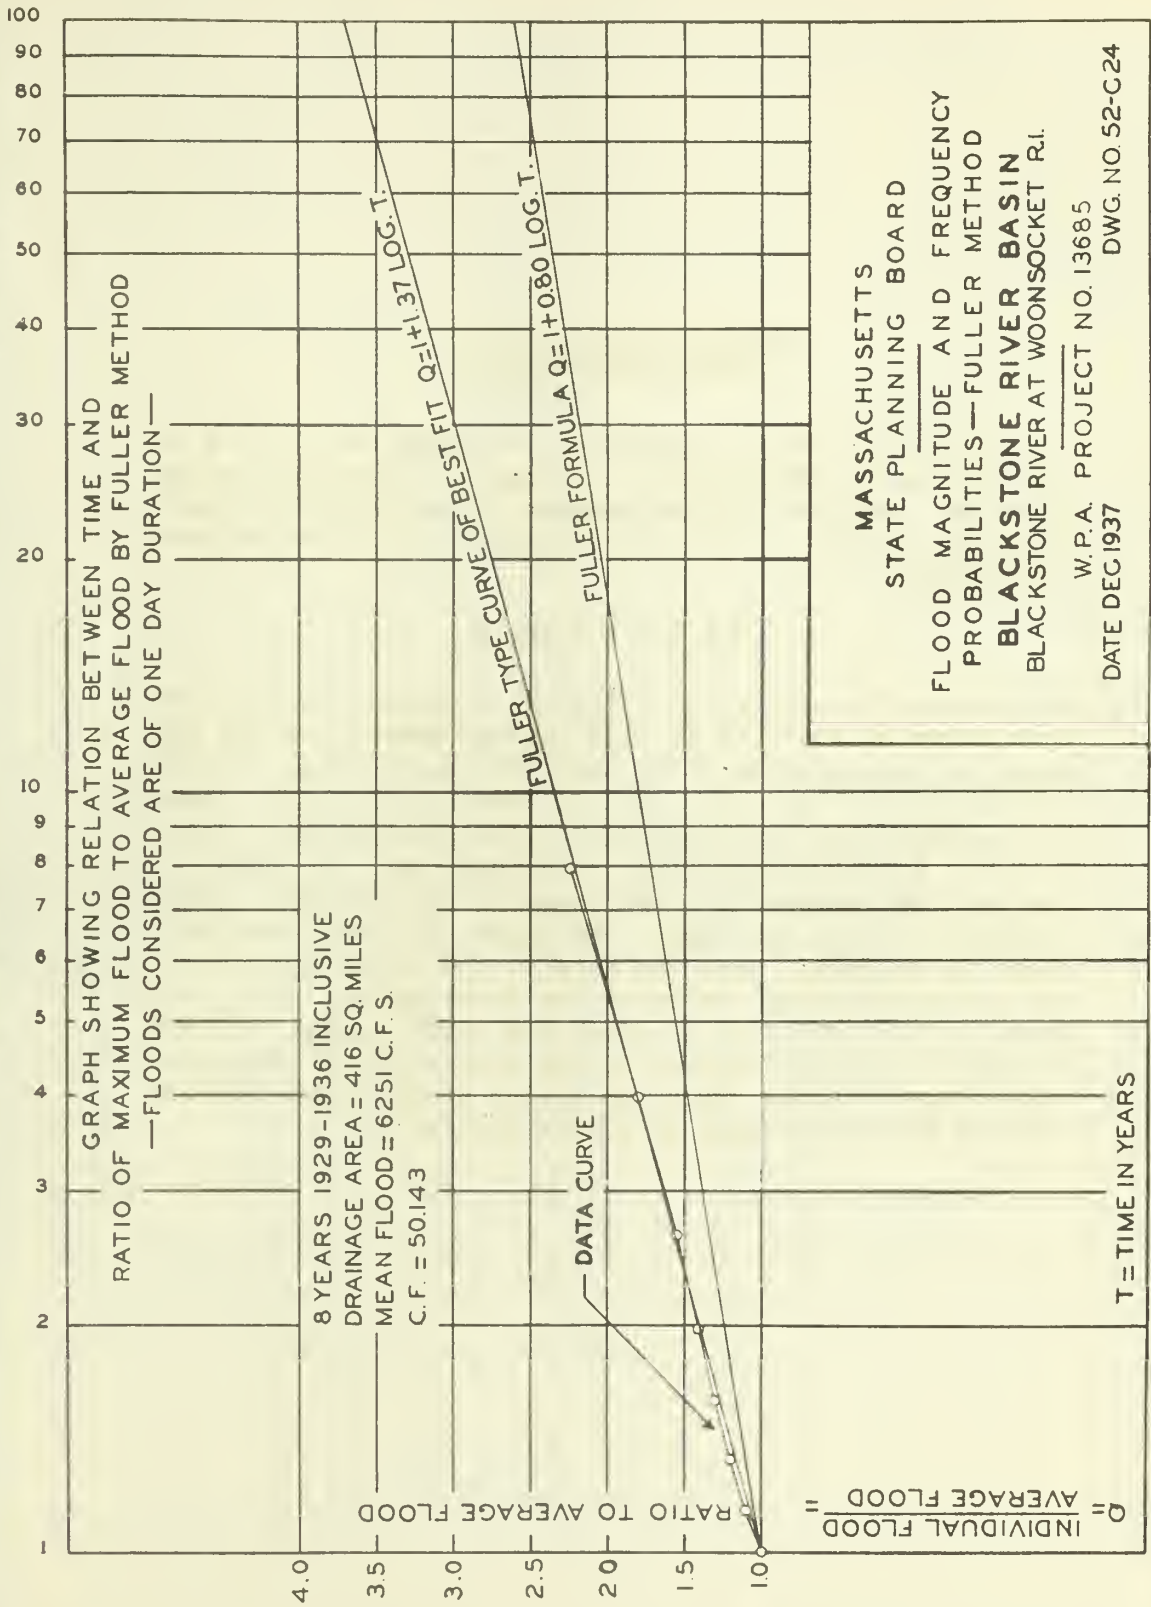 GRAPH SHOWING RELATION BETWEEN TIME AND
RATIO OF MAXIMUM FLOOD TO AVERAGE FLOOD BY FULLER METHOD
—FLOODS CONSIDERED ARE OF ONE DAY DURATION—
8 YEARS 1929-1936 INCLUSIVE
DRAINAGE AREA = 416 SQ. MILES
MEAN FLOOD = 6251 C.F.S.
C.F. = 50.143
FULLER TYPE CURVE OF BEST FIT Q=1+1.37 LOG. T.
FULLER FORMULA Q=1+0.80 LOG. T.
DATA CURVE
RATIO TO AVERAGE FLOOD
4.0
3.5
3.0
2.5
2.0
1.5
1.0
1
2
3
4
5
6
7
8
9
10
20
30
40
50
60
70
80
90
100
Q=
INDIVIDUAL FLOOD
AVERAGE FLOOD
=
T = TIME IN YEARS
MASSACHUSETTS
STATE PLANNING BOARD
FLOOD MAGNITUDE AND FREQUENCY
PROBABILITIES—FULLER METHOD
BLACKSTONE RIVER BASIN
BLACKSTONE RIVER AT WOONSOCKET R.I.
W.P.A. PROJECT NO. 13685
DATE DEC 1937 DWG. NO. 52-C24